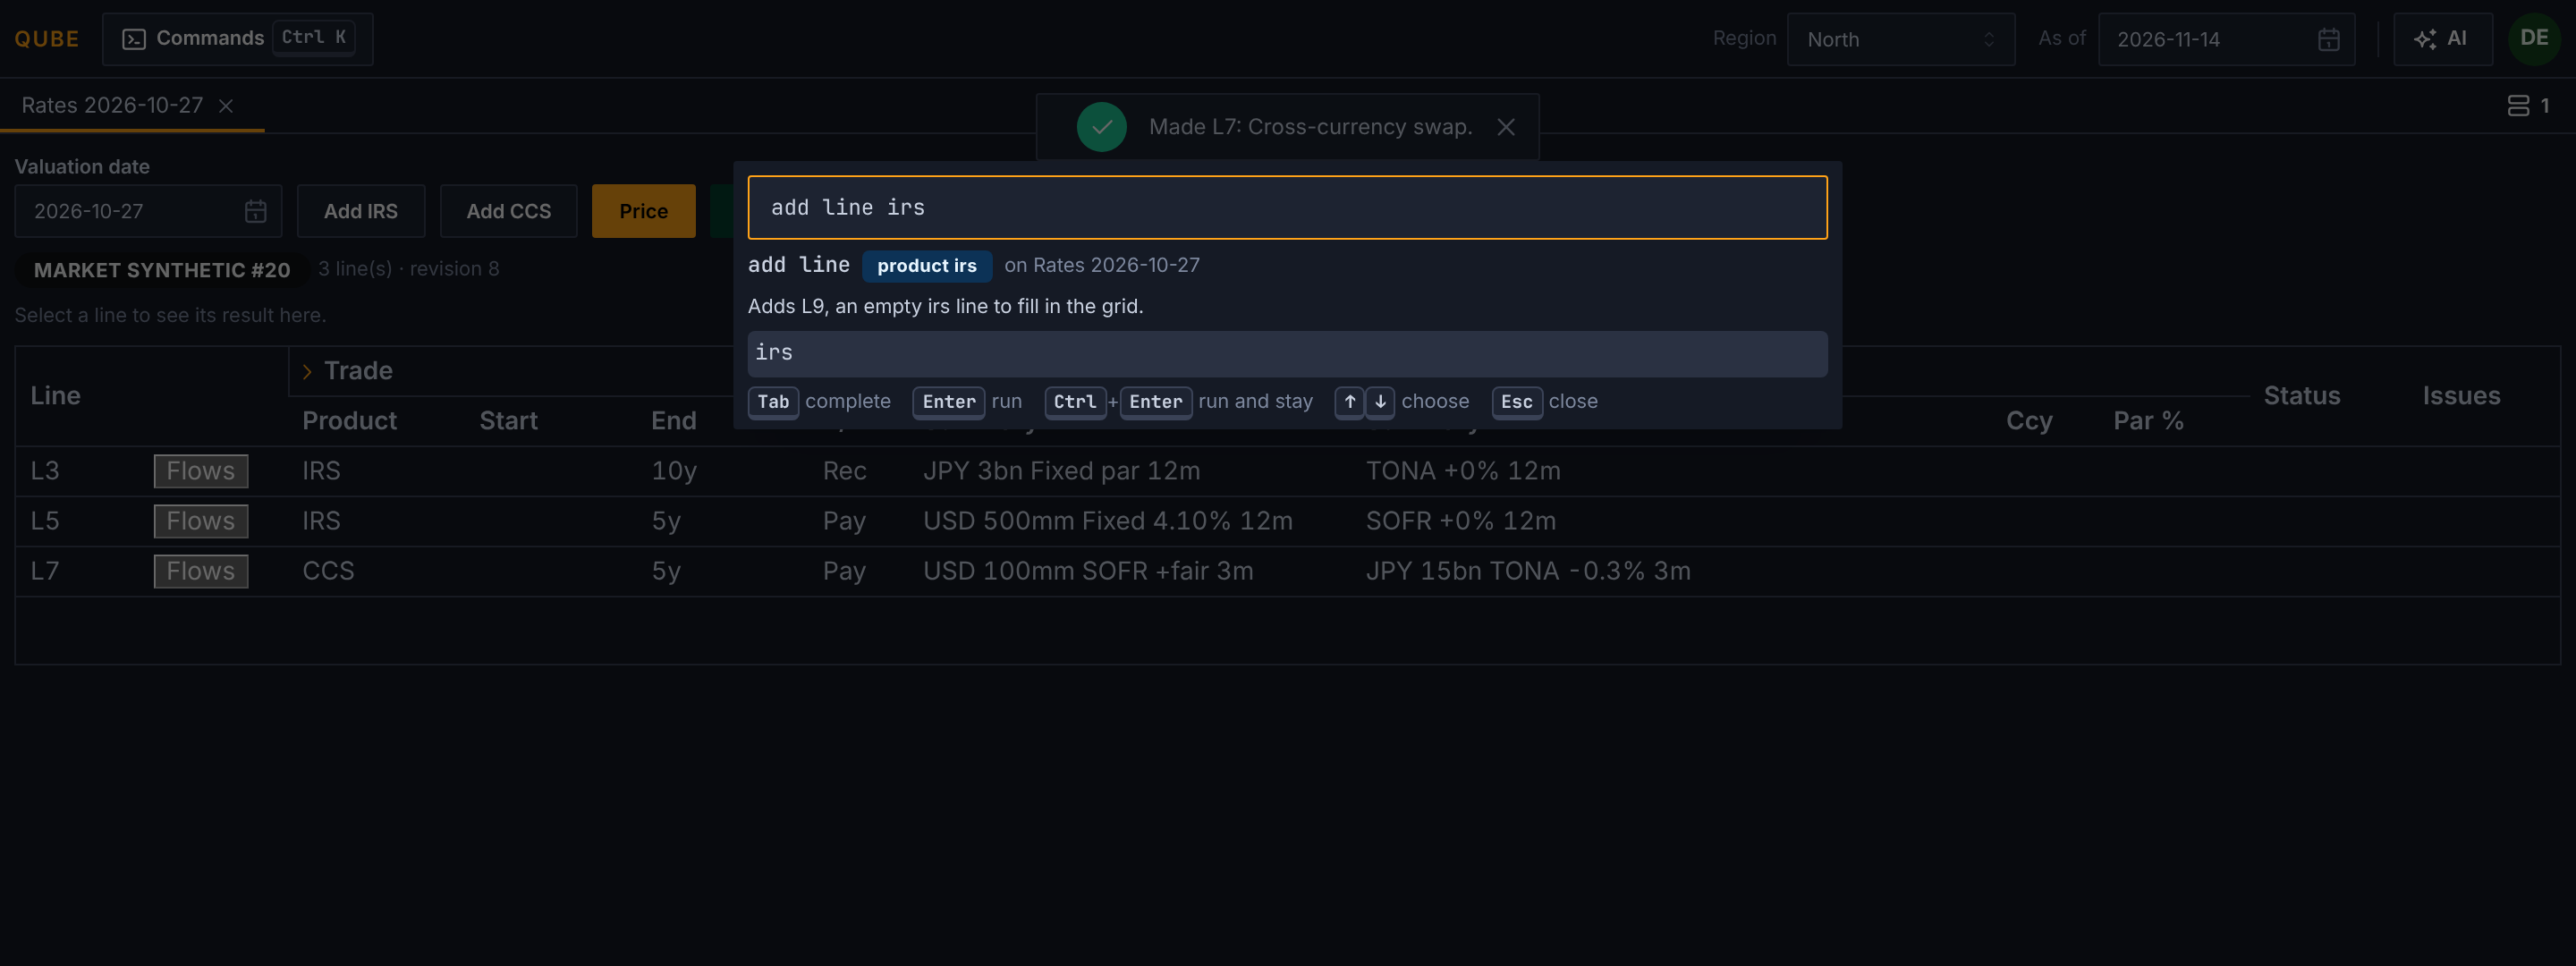 QUBE Commands Ctrl K Region North As of 2026-11-14 AI DE
Rates 2026-10-27 1
Made L7: Cross-currency swap.
Valuation date
2026-10-27 Add IRS Add CCS Price
MARKET SYNTHETIC #20 3 line(s) · revision 8
Select a line to see its result here.
add line irs
add line product irs on Rates 2026-10-27
Adds L9, an empty irs line to fill in the grid.
irs
Tab complete Enter run Ctrl+Enter run and stay ↑ ↓ choose Esc close
Line Trade Status Issues
Product Start End Ccy Par %
L3 Flows IRS 10y Rec JPY 3bn Fixed par 12m TONA +0% 12m
L5 Flows IRS 5y Pay USD 500mm Fixed 4.10% 12m SOFR +0% 12m
L7 Flows CCS 5y Pay USD 100mm SOFR +fair 3m JPY 15bn TONA -0.3% 3m